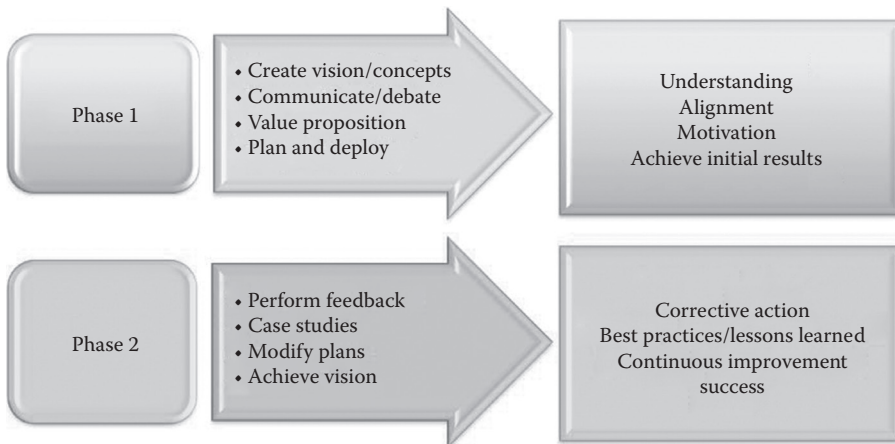 Phase 1
• Create vision/concepts
• Communicate/debate
• Value proposition
• Plan and deploy
Understanding
Alignment
Motivation
Achieve initial results
Phase 2
• Perform feedback
• Case studies
• Modify plans
• Achieve vision
Corrective action
Best practices/lessons learned
Continuous improvement
success